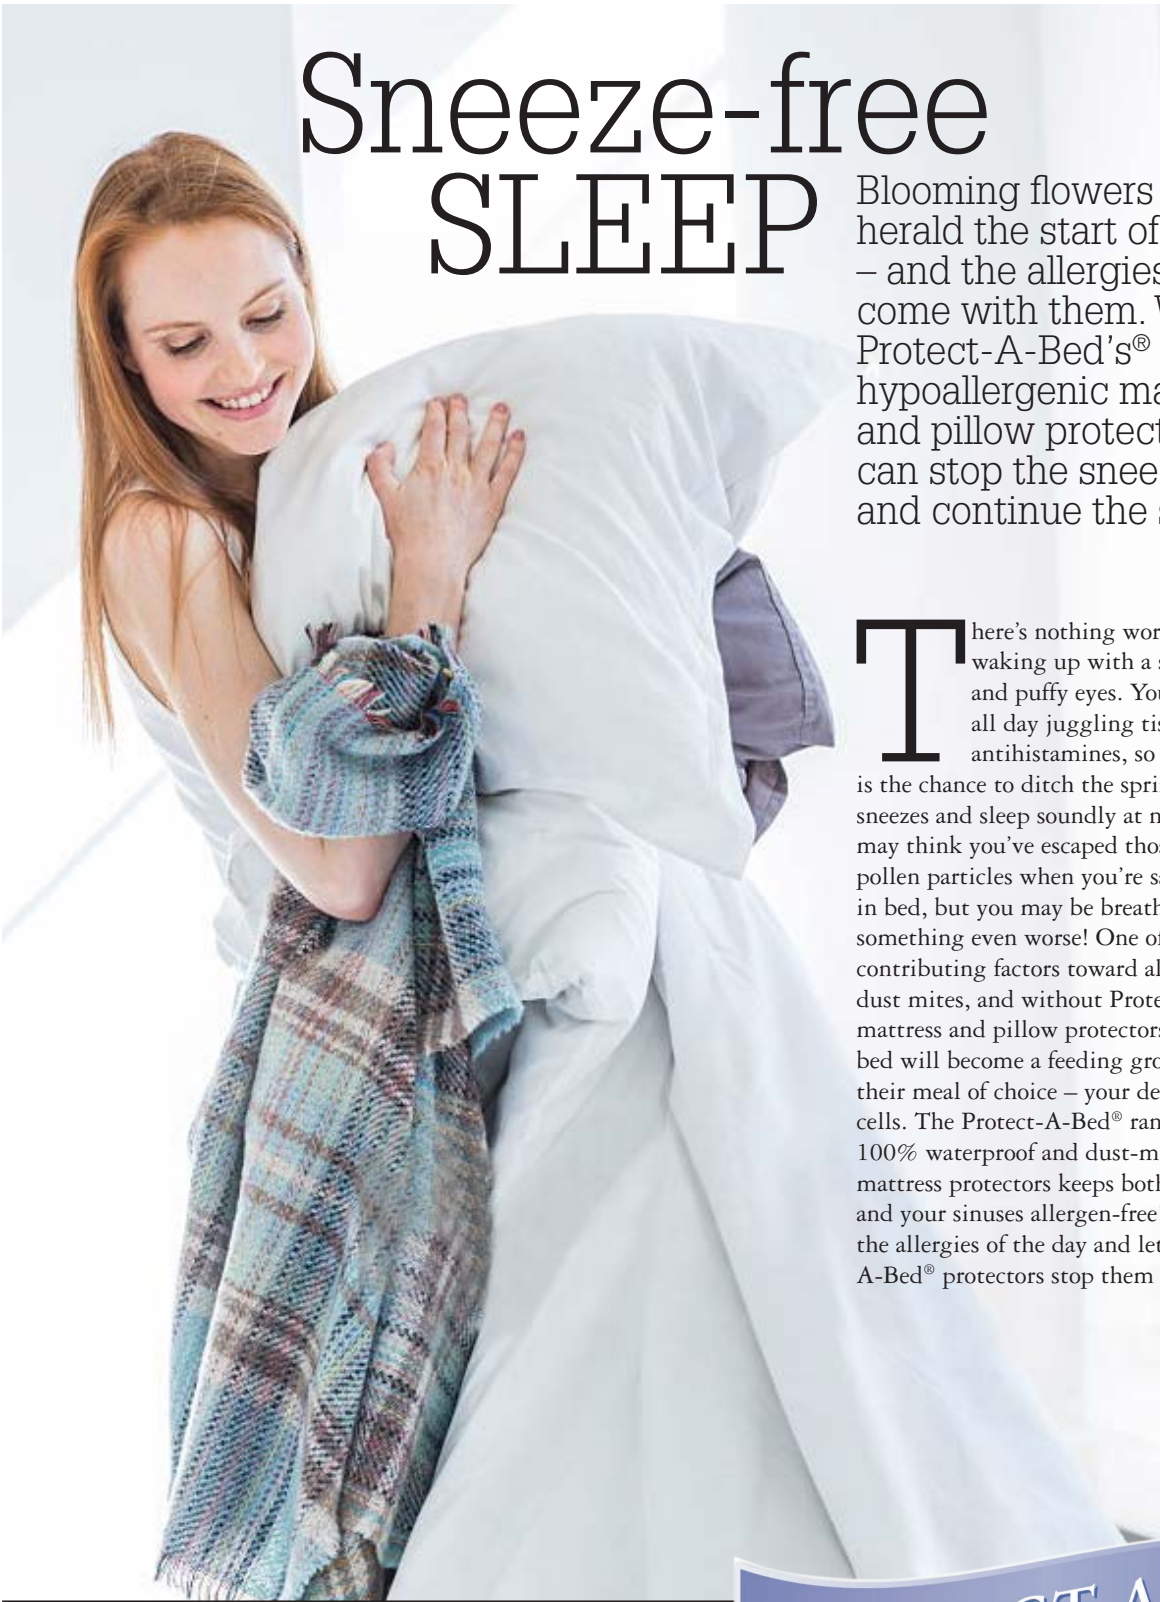 Sneeze-free
SLEEP
Blooming flowers
herald the start of
– and the allergies
come with them.
Protect-A-Bed's®
hypoallergenic ma
and pillow protect
can stop the snee
and continue the s
There's nothing wor
waking up with a s
and puffy eyes. You
all day juggling tis
antihistamines, so
is the chance to ditch the sprin
sneezes and sleep soundly at n
may think you've escaped thos
pollen particles when you're s
in bed, but you may be breath
something even worse! One of
contributing factors toward al
dust mites, and without Prote
mattress and pillow protectors
bed will become a feeding gro
their meal of choice – your de
cells. The Protect-A-Bed® ran
100% waterproof and dust-m
mattress protectors keeps both
and your sinuses allergen-free
the allergies of the day and let
A-Bed® protectors stop them
CT A